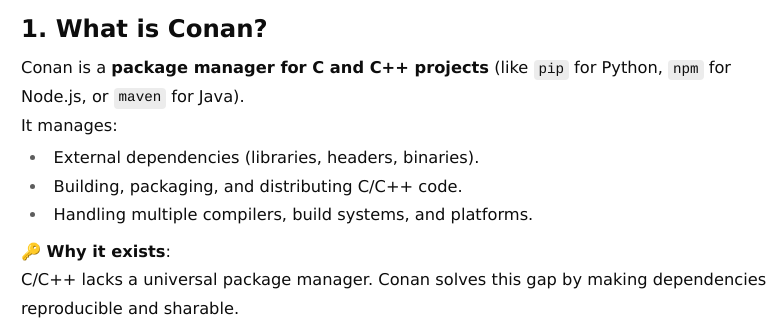 1. What is Conan?
Conan is a package manager for C and C++ projects (like pip for Python, npm for
Node.js, or maven for Java).
It manages:
• External dependencies (libraries, headers, binaries).
• Building, packaging, and distributing C/C++ code.
• Handling multiple compilers, build systems, and platforms.
🔑 Why it exists:
C/C++ lacks a universal package manager. Conan solves this gap by making dependencies
reproducible and sharable.